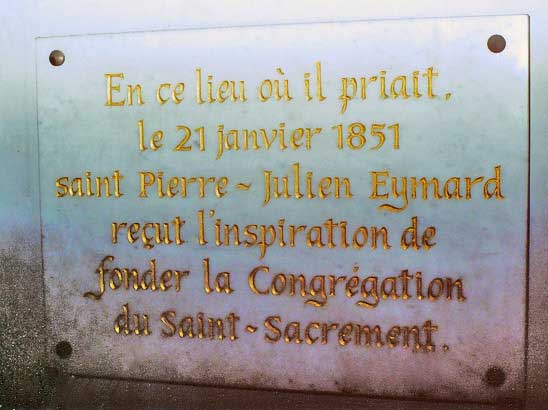 En ce lieu où il priait,
le 21 janvier 1851
saint Pierre-Julien Eymard
reçut l'inspiration de
fonder la Congrégation
du Saint-Sacrement.